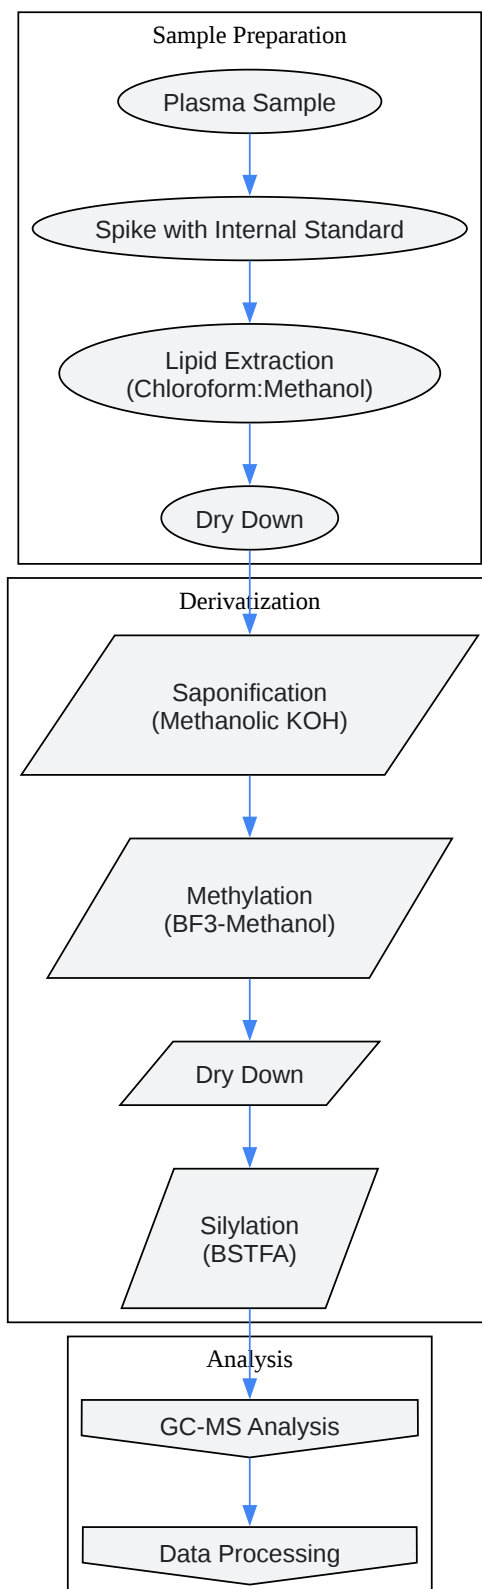 Sample Preparation
Plasma Sample
Spike with Internal Standard
Lipid Extraction
(Chloroform:Methanol)
Dry Down
Derivatization
Saponification
(Methanolic KOH)
Methylation
(BF3-Methanol)
Dry Down
Silylation
(BSTFA)
Analysis
GC-MS Analysis
Data Processing